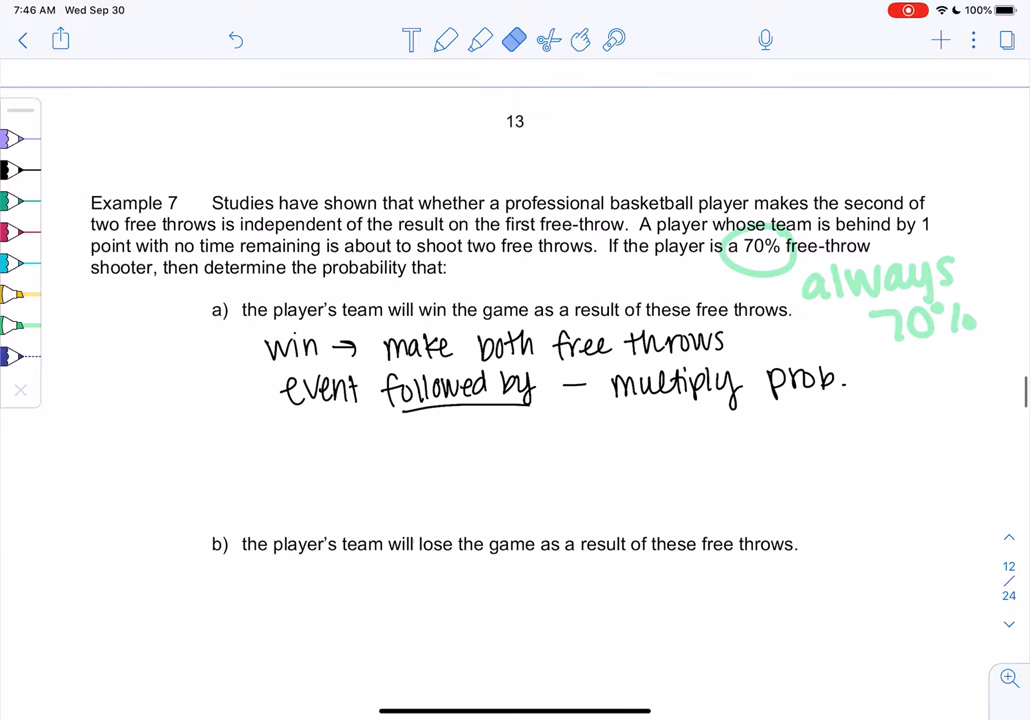 7:46 AM Wed Sep 30
100%
13
Example 7 Studies have shown that whether a professional basketball player makes the second of
two free throws is independent of the result on the first free-throw. A player whose team is behind by 1
point with no time remaining is about to shoot two free throws. If the player is a 70% free-throw
shooter, then determine the probability that:
always
70%
a) the player's team will win the game as a result of these free throws.
win → make both free throws
event followed by — multiply prob.
b) the player's team will lose the game as a result of these free throws.
12
/
24